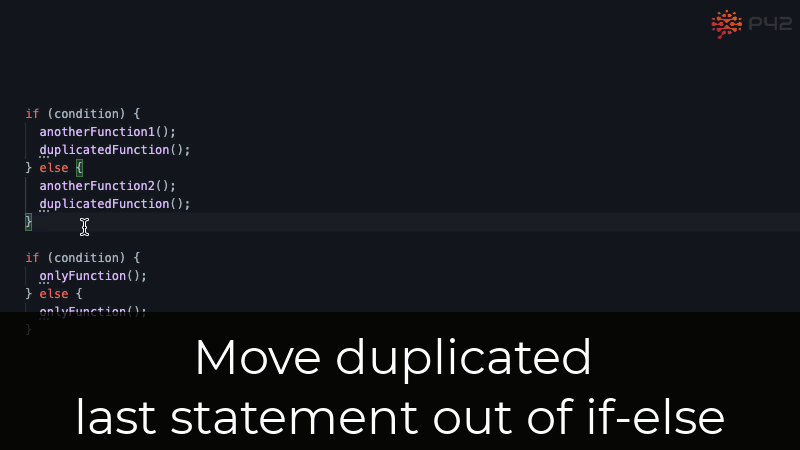 P42
if (condition) {
  anotherFunction1();
  duplicatedFunction();
} else {
  anotherFunction2();
  duplicatedFunction();
}
if (condition) {
  onlyFunction();
} else {
  onlyFunction();
}
Move duplicated
last statement out of if-else